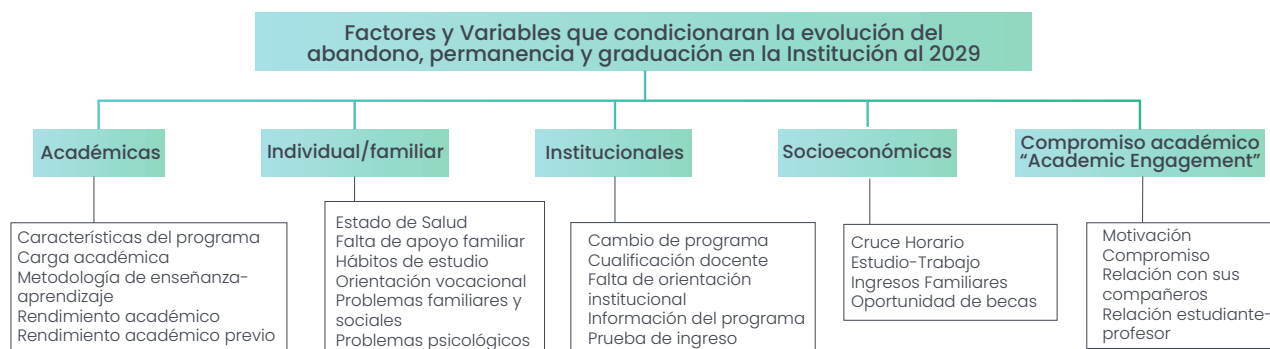 Factores y Variables que condicionaran la evolución del
abandono, permanencia y graduación en la Institución al 2029
Académicas
Individual/familiar
Institucionales
Socioeconómicas
Compromiso académico
“Academic Engagement”
Características del programa
Carga académica
Metodología de enseñanza-
aprendizaje
Rendimiento académico
Rendimiento académico previo
Estado de Salud
Falta de apoyo familiar
Hábitos de estudio
Orientación vocacional
Problemas familiares y
sociales
Problemas psicológicos
Cambio de programa
Cualificación docente
Falta de orientación
institucional
Información del programa
Prueba de ingreso
Cruce Horario
Estudio-Trabajo
Ingresos Familiares
Oportunidad de becas
Motivación
Compromiso
Relación con sus
compañeros
Relación estudiante-
profesor